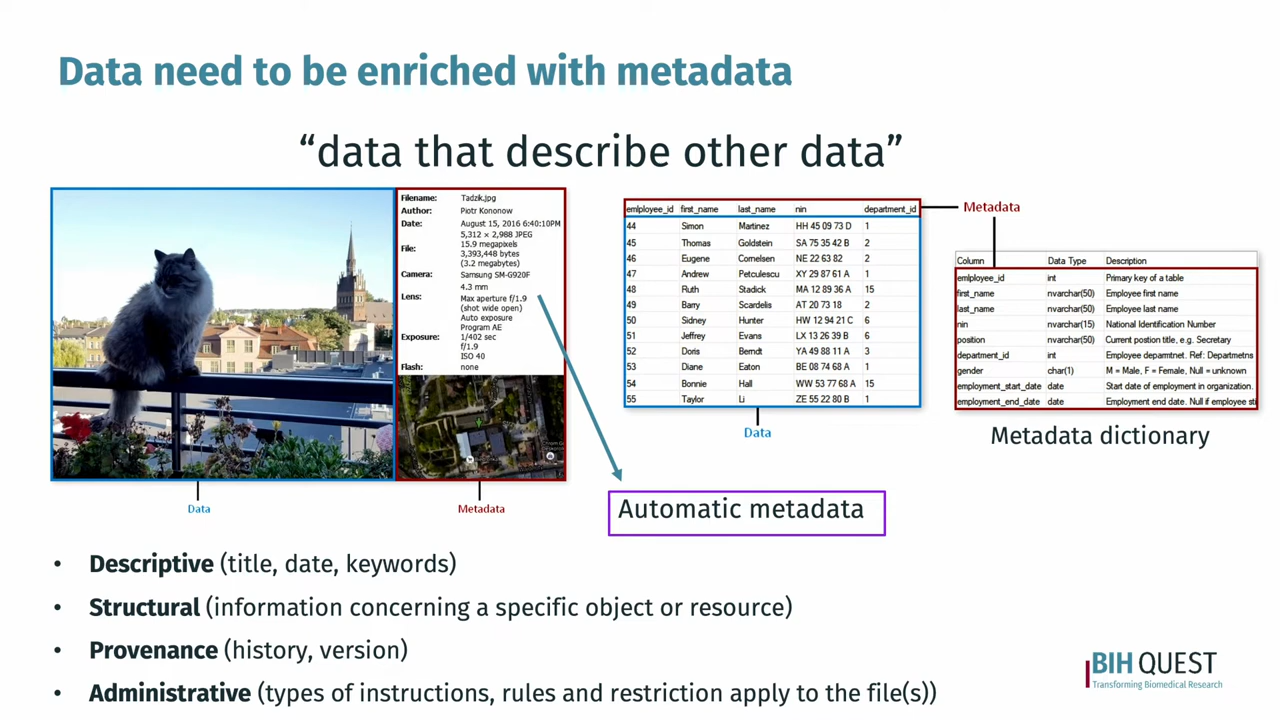 Data need to be enriched with metadata
“data that describe other data”
Filename: Tadzik.jpg
Author: Piotr Kononow
Date: August 15, 2016 6:40:10PM
5,312 × 2,988 JPEG
File: 15.9 megapixels
3,393,448 bytes
(3.2 megabytes)
Camera: Samsung SM-G920F
4.3 mm
Lens: Max aperture f/1.9
(shot wide open)
Auto exposure
Program AE
Exposure: 1/402 sec
f/1.9
ISO 40
Flash: none
Data
Metadata
emlployee_id first_name last_name nin department_id
44 Simon Martinez HH 45 09 73 D 1
45 Thomas Goldstein SA 75 35 42 B 2
46 Eugene Cornelsen NE 22 63 82 2
47 Andrew Petculescu XY 29 87 61 A 1
48 Ruth Stadick MA 12 89 36 A 15
49 Barry Scardelis AT 20 73 18 2
50 Sidney Hunter HW 12 94 21 C 6
51 Jeffrey Evans LX 13 26 39 B 6
52 Doris Berndt YA 49 88 11 A 3
53 Diane Eaton BE 08 74 68 A 1
54 Bonnie Hall WW 53 77 68 A 15
55 Taylor Li ZE 55 22 80 B 1
Data
Metadata
Column Data Type Description
emlployee_id int Primary key of a table
first_name nvarchar(50) Employee first name
last_name nvarchar(50) Employee last name
nin nvarchar(15) National Identification Number
position nvarchar(50) Current postion title, e.g. Secretary
department_id int Employee depamtnet. Ref: Departmetns
gender char(1) M = Male, F = Female, Null = unknown
employment_start_date date Start date of employment in organization.
employment_end_date date Employment end date. Null if employee sti
Metadata dictionary
Automatic metadata
• Descriptive (title, date, keywords)
• Structural (information concerning a specific object or resource)
• Provenance (history, version)
• Administrative (types of instructions, rules and restriction apply to the file(s))
BIH QUEST
Transforming Biomedical Research